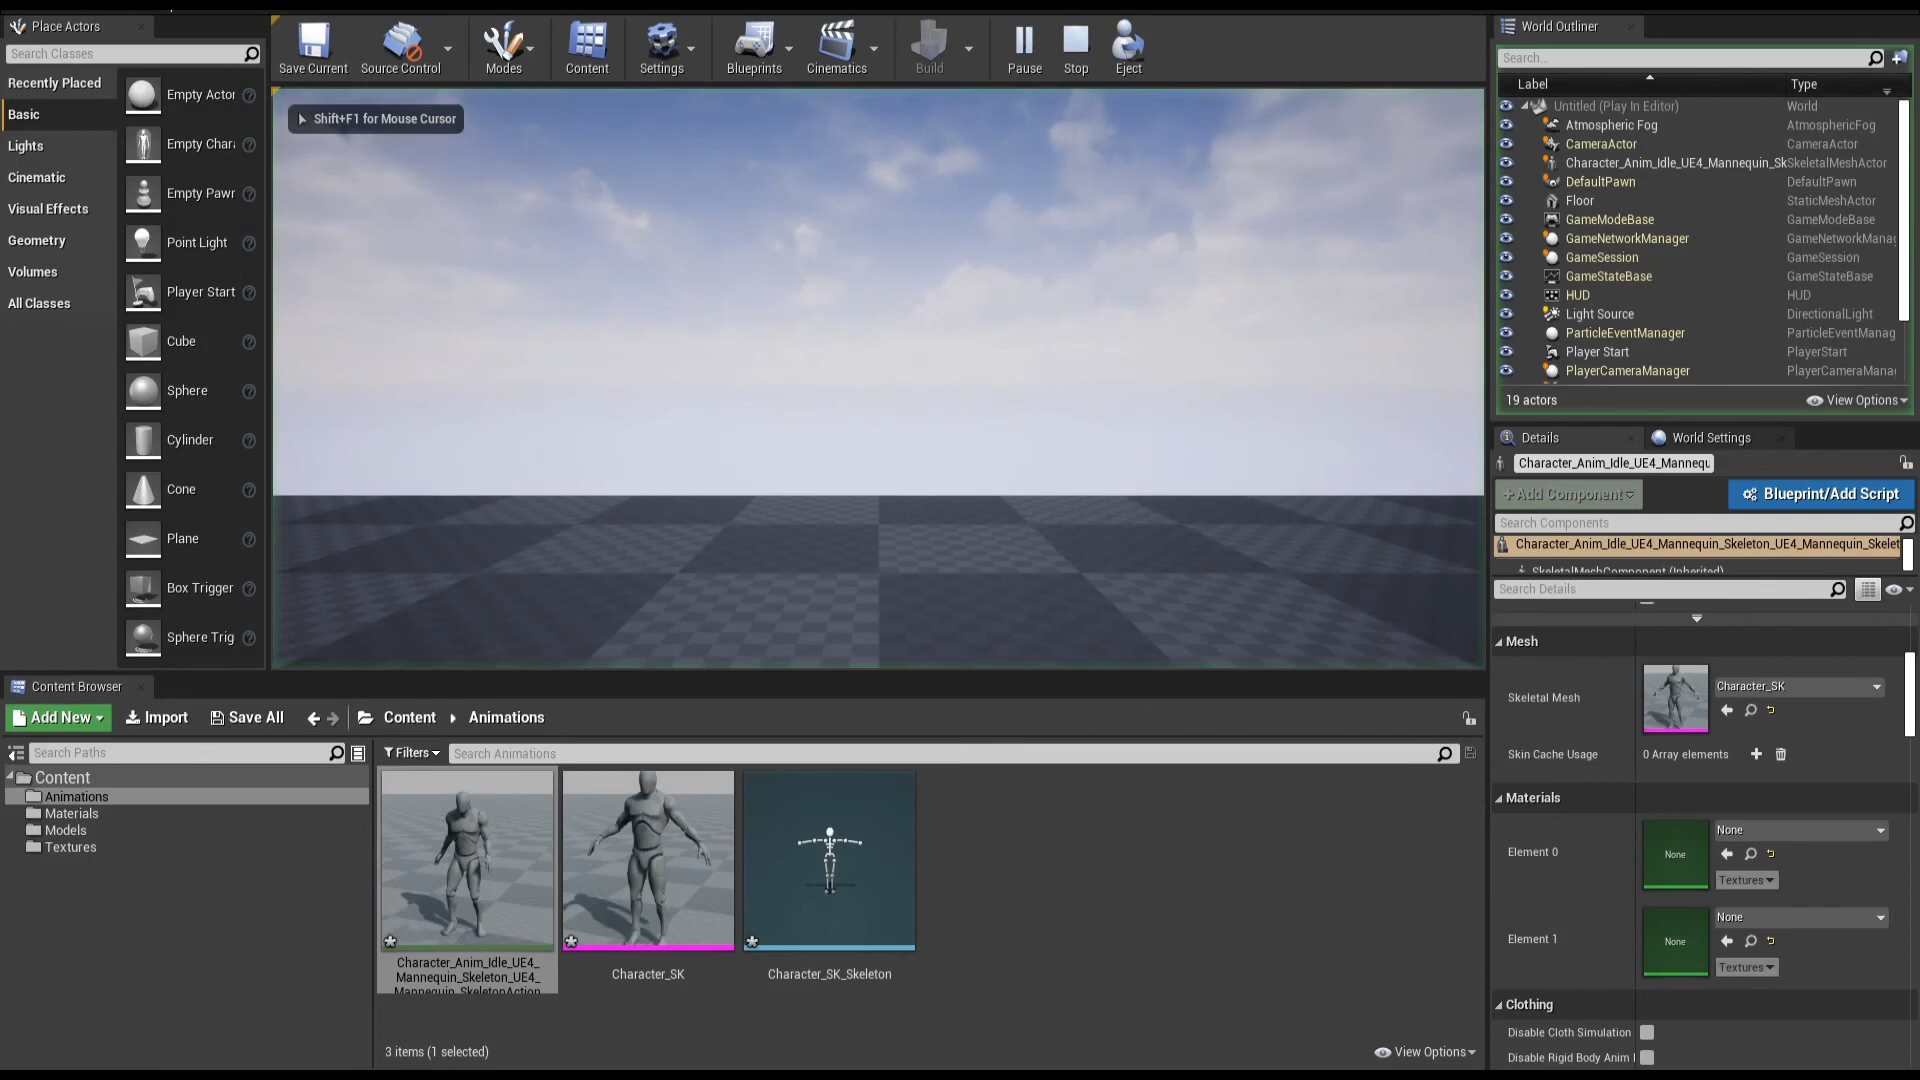 Place Actors
Search Classes
Recently Placed
Basic
Lights
Cinematic
Visual Effects
Geometry
Volumes
All Classes
Empty Actor
Empty Char
Empty Pawn
Point Light
Player Start
Cube
Sphere
Cylinder
Cone
Plane
Box Trigger
Sphere Trig
Save Current
Source Control
Modes
Content
Settings
Blueprints
Cinematics
Build
Pause
Stop
Eject
Shift+F1 for Mouse Cursor
World Outliner
Search...
Label Type
Untitled (Play In Editor) World
Atmospheric Fog AtmosphericFog
CameraActor CameraActor
Character_Anim_Idle_UE4_Mannequin_Sk SkeletalMeshActor
DefaultPawn DefaultPawn
Floor StaticMeshActor
GameModeBase GameModeBase
GameNetworkManager GameNetworkManag
GameSession GameSession
GameStateBase GameStateBase
HUD HUD
Light Source DirectionalLight
ParticleEventManager ParticleEventManag
Player Start PlayerStart
PlayerCameraManager PlayerCameraMana
19 actors View Options
Details World Settings
Character_Anim_Idle_UE4_Mannequ
+Add Component Blueprint/Add Script
Search Components
Character_Anim_Idle_UE4_Mannequin_Skeleton_UE4_Mannequin_Skelet
SkeletalMeshComponent (Inherited)
Search Details
Mesh
Skeletal Mesh Character_SK
Skin Cache Usage 0 Array elements
Materials
Element 0 None None
Textures
Element 1 None None
Textures
Clothing
Disable Cloth Simulation
Disable Rigid Body Anim
Content Browser
Add New Import Save All Content Animations
Search Paths
Content
Animations
Materials
Models
Textures
Filters Search Animations
Character_Anim_Idle_UE4_
Mannequin_Skeleton_UE4_
Mannequin_SkeletonAction
Character_SK
Character_SK_Skeleton
3 items (1 selected) View Options